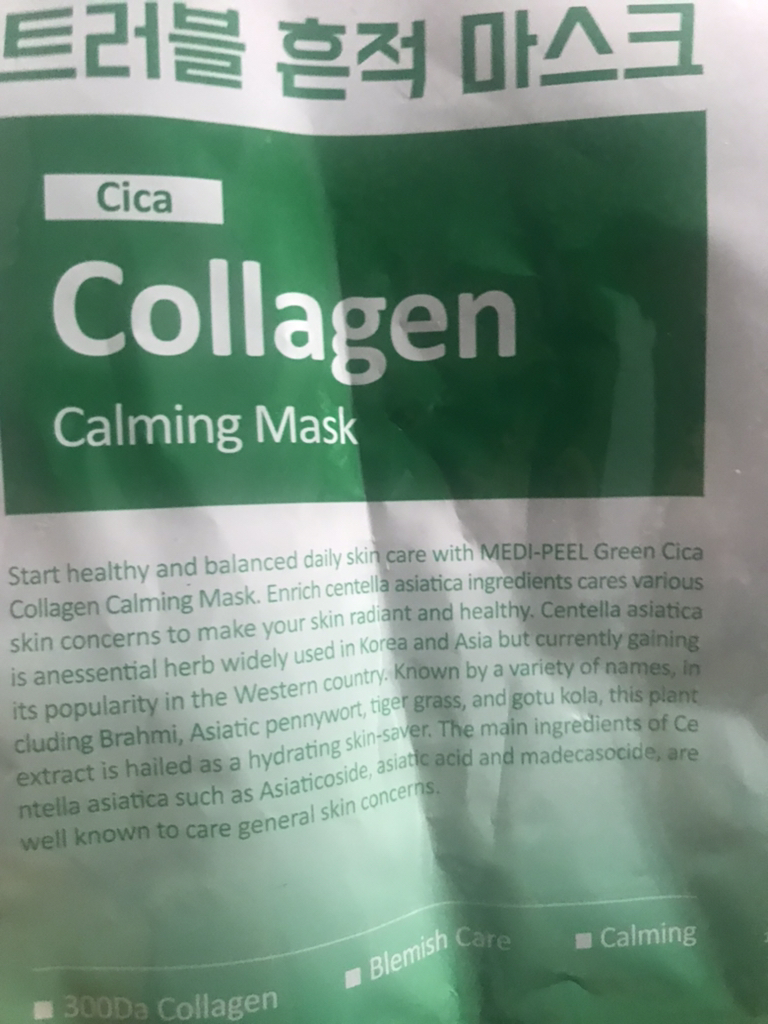 트러블 흔적 마스크
Cica
Collagen
Calming Mask
Start healthy and balanced daily skin care with MEDI-PEEL Green Cica
Collagen Calming Mask. Enrich centella asiatica ingredients cares various
skin concerns to make your skin radiant and healthy. Centella asiatica
is anessential herb widely used in Korea and Asia but currently gaining
its popularity in the Western country. Known by a variety of names, in
cluding Brahmi, Asiatic pennywort, tiger grass, and gotu kola, this plant
extract is hailed as a hydrating skin-saver. The main ingredients of Ce
ntella asiatica such as Asiaticoside, asiatic acid and madecasocide, are
well known to care general skin concerns.
■ 300Da Collagen ■ Blemish Care ■ Calming